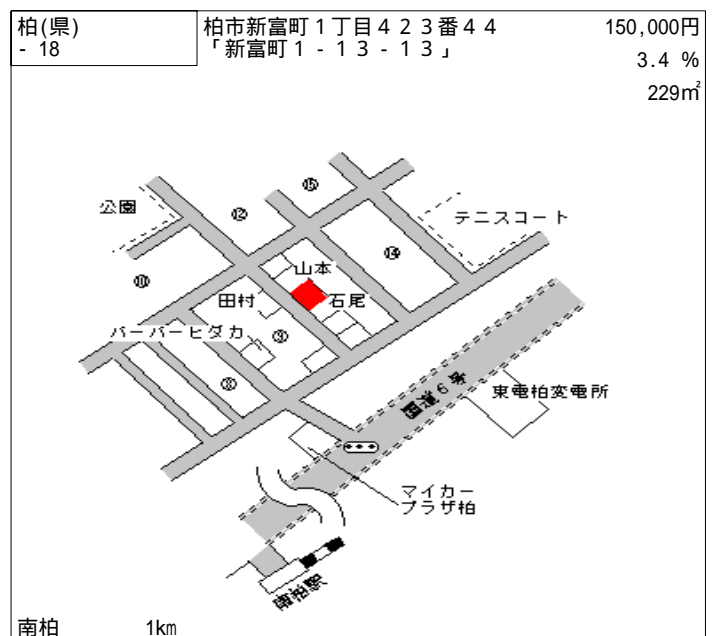 柏(県)
- 18
柏市新富町１丁目４２３番４４
「新富町１－１３－１３」
150,000円
3.4 %
229㎡
⑮
公園
⑫
テニスコート
⑭
山本
⑩
田村
石尾
バーバーヒダカ
⑨
⑧
国道6号
東電柏変電所
マイカー
プラザ柏
南柏駅
南柏 1km